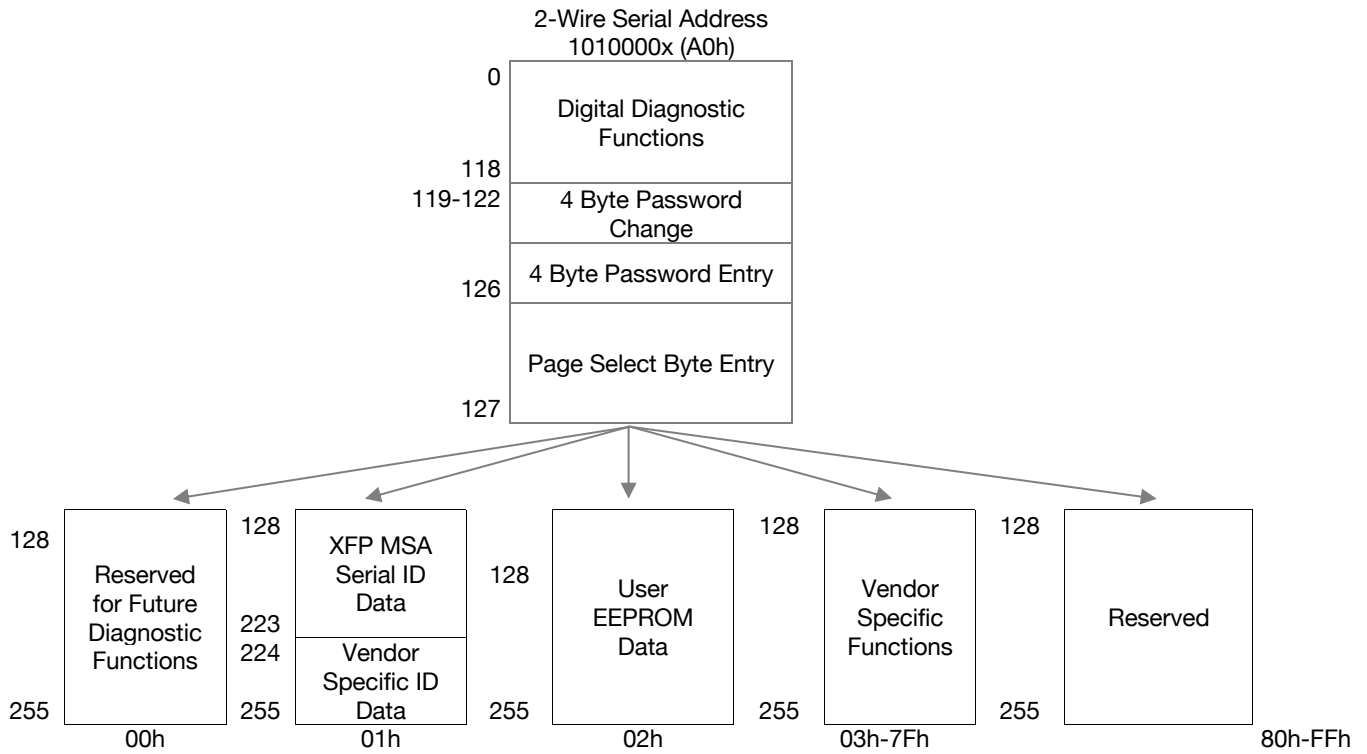 2-Wire Serial Address
1010000x (A0h)
0
Digital Diagnostic
Functions
118
119-122
4 Byte Password
Change
4 Byte Password Entry
126
Page Select Byte Entry
127
128
Reserved
for Future
Diagnostic
Functions
255
00h
128
XFP MSA
Serial ID
Data
223
224
Vendor
Specific ID
Data
255
01h
128
User
EEPROM
Data
255
02h
128
Vendor
Specific
Functions
255
03h-7Fh
128
Reserved
255
80h-FFh